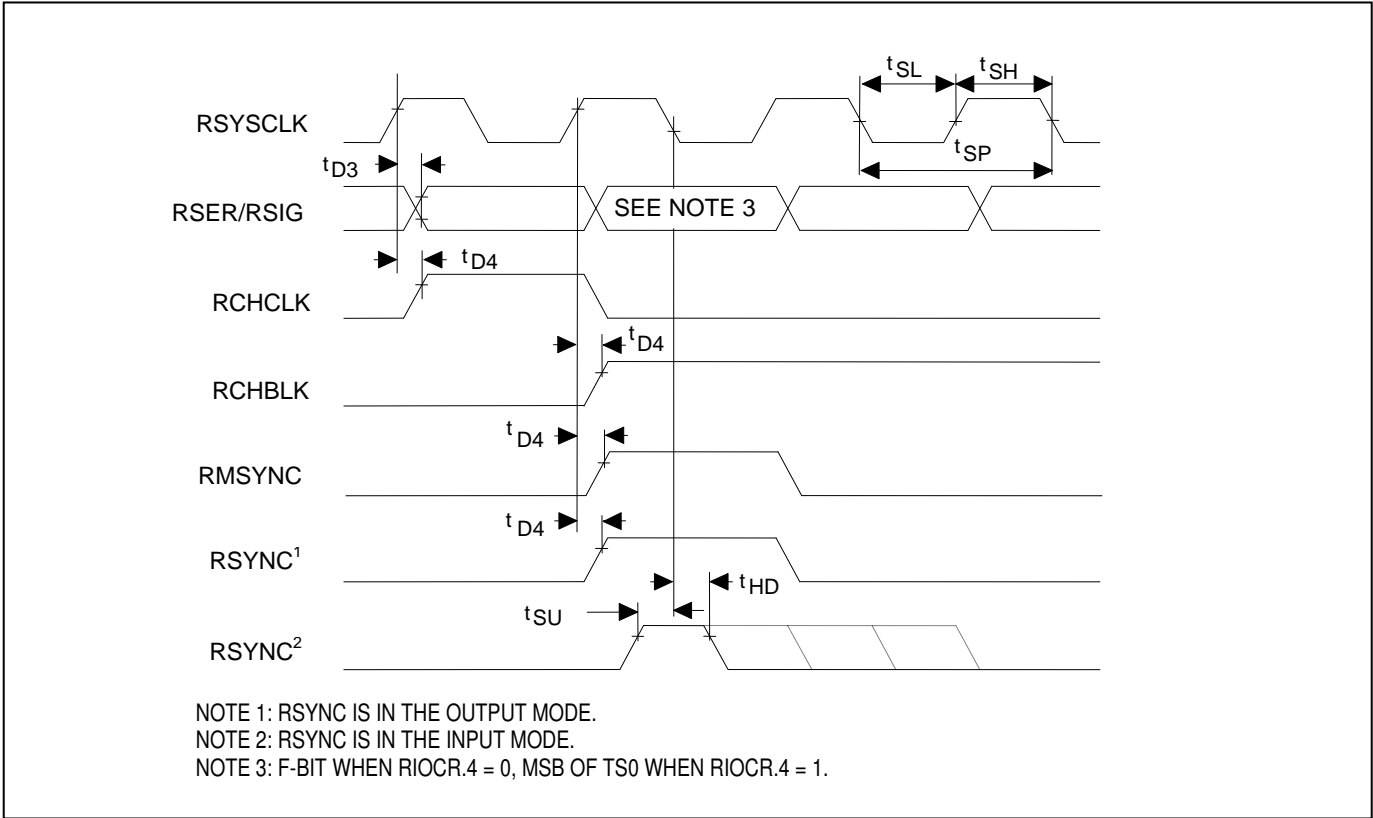 tSL tSH
RSYSCLK
tSP
tD3
RSER/RSIG SEE NOTE 3
tD4
RCHCLK
tD4
RCHBLK
tD4
RMSYNC
tD4
RSYNC1
tHD
tSU
RSYNC2
NOTE 1: RSYNC IS IN THE OUTPUT MODE.
NOTE 2: RSYNC IS IN THE INPUT MODE.
NOTE 3: F-BIT WHEN RIOCR.4 = 0, MSB OF TS0 WHEN RIOCR.4 = 1.